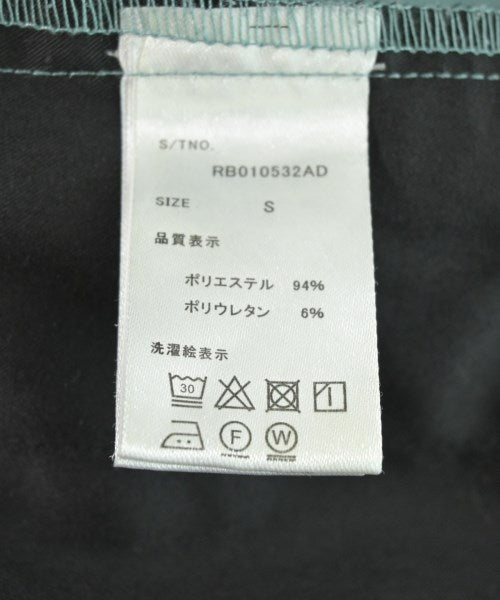 S/TNO.
RB010532AD
SIZE S
品質表示
ポリエステル 94%
ポリウレタン 6%
洗濯絵表示
30
F W